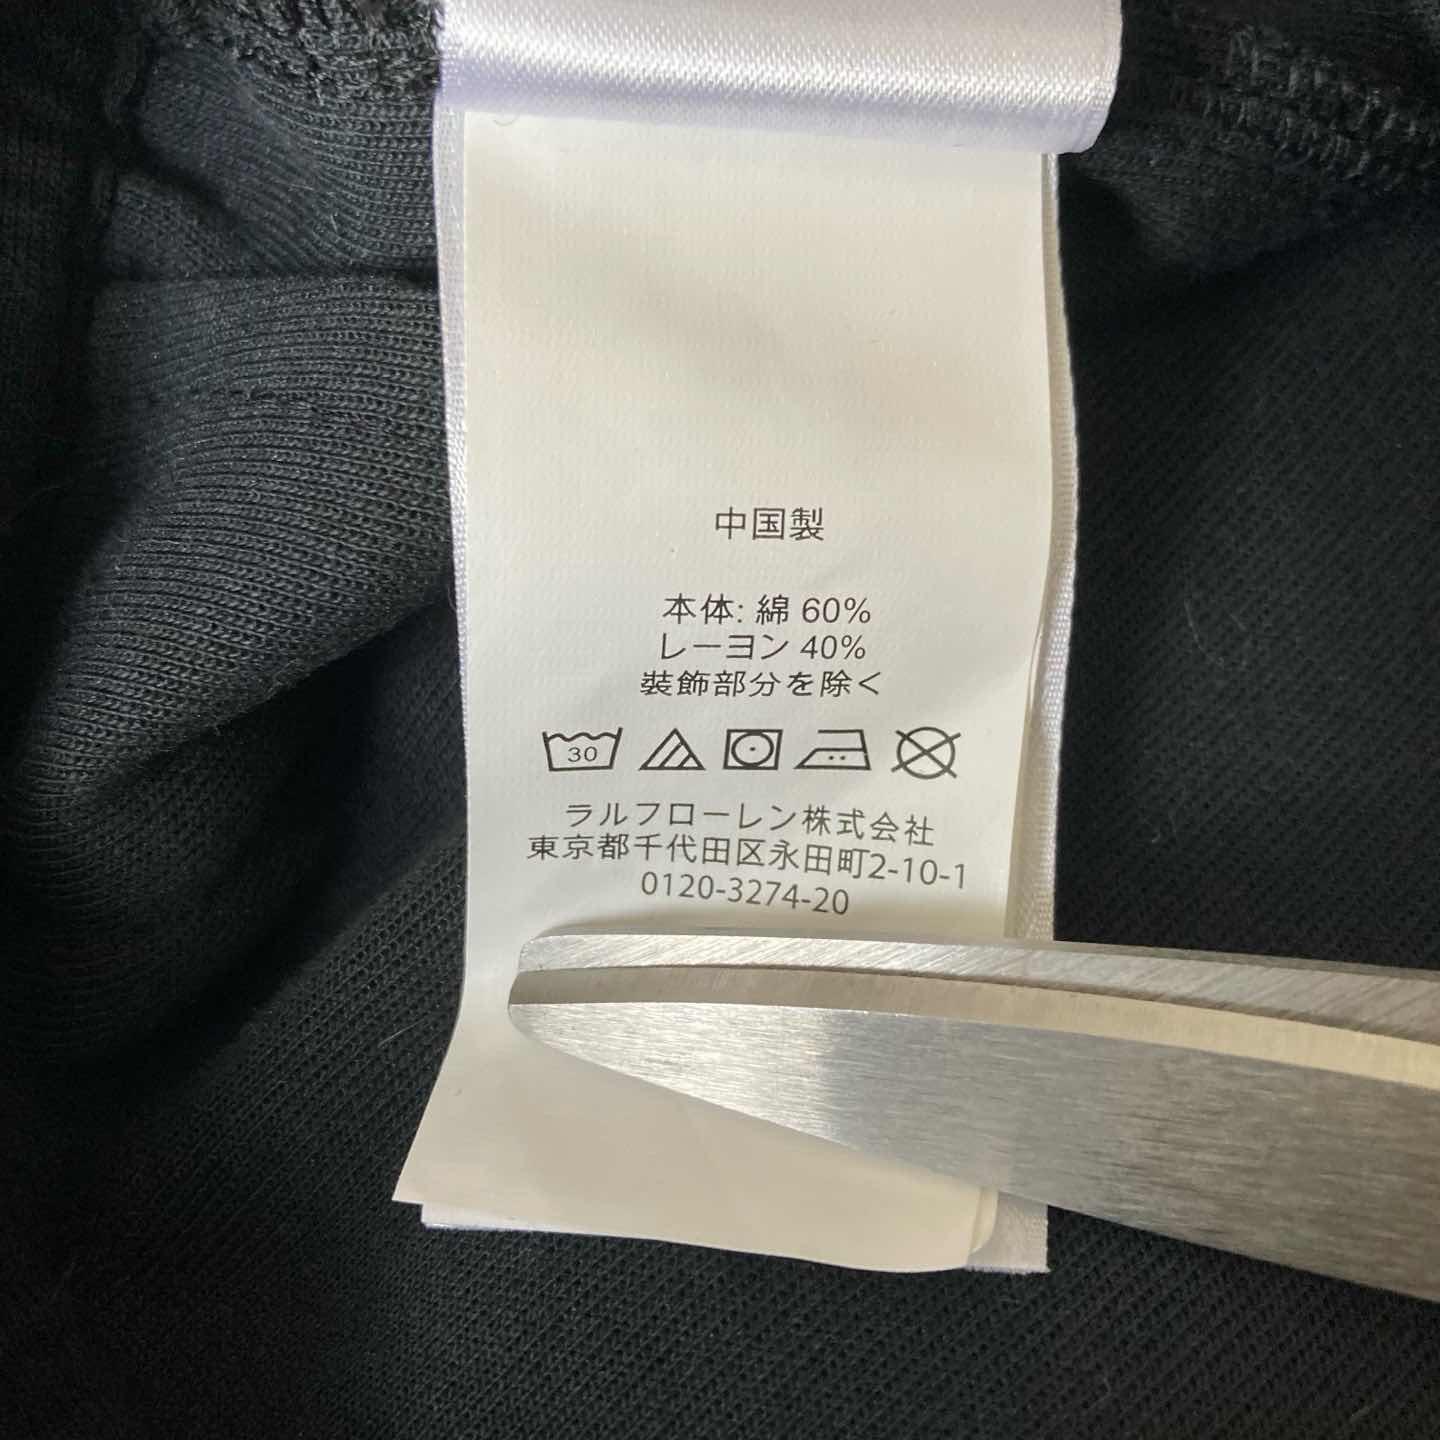 中国製
本体: 綿 60%
レーヨン 40%
装飾部分を除く
30
ラルフローレン株式会社
東京都千代田区永田町2-10-1
0120-3274-20